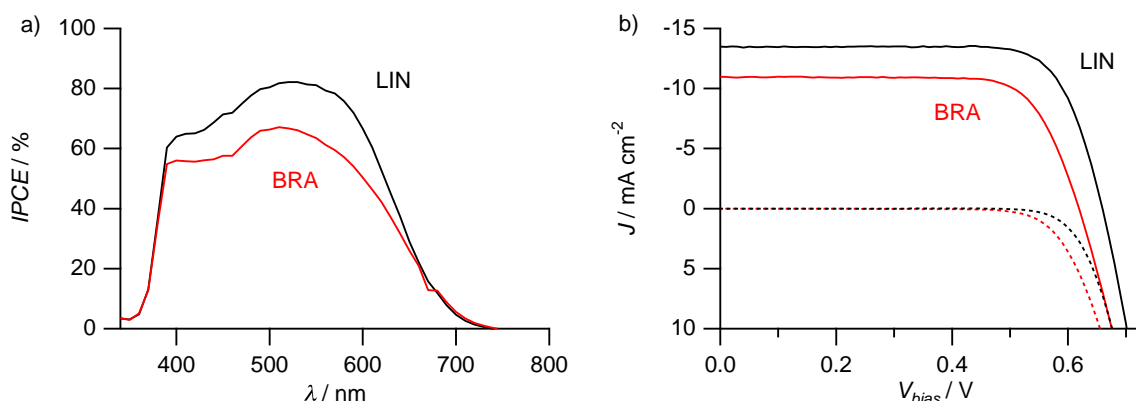 a)
IPCE / %
100
80
60
40
20
0
LIN
BRA
400
500
600
700
800
λ / nm
b)
J / mA cm-2
-15
-10
-5
0
5
10
LIN
BRA
0.0
0.2
0.4
0.6
Vbias / V